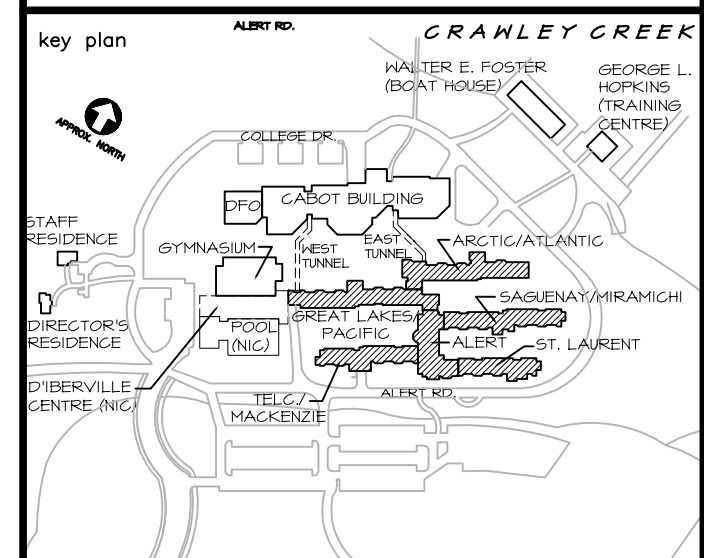 ALERT RD.
CRAWLEY CREEK
key plan
WALTER E. FOSTER
(BOAT HOUSE)
GEORGE L.
HOPKINS
(TRAINING
CENTRE)
APPROX. NORTH
COLLEGE DR.
DFO
CABOT BUILDING
STAFF
RESIDENCE
GYMNASIUM
WEST
TUNNEL
EAST
TUNNEL
ARCTIC/ATLANTIC
SAGUENAY/MIRAMICHI
DIRECTOR'S
RESIDENCE
POOL
(NIC)
GREAT LAKES/
PACIFIC
ALERT
ST. LAURENT
D'IBERVILLE
CENTRE (NIC)
TELC./
MACKENZIE
ALERT RD.